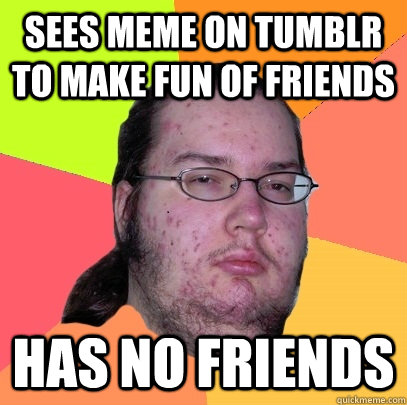 SEES MEME ON TUMBLR
TO MAKE FUN OF FRIENDS
HAS NO FRIENDS
quickmeme.com